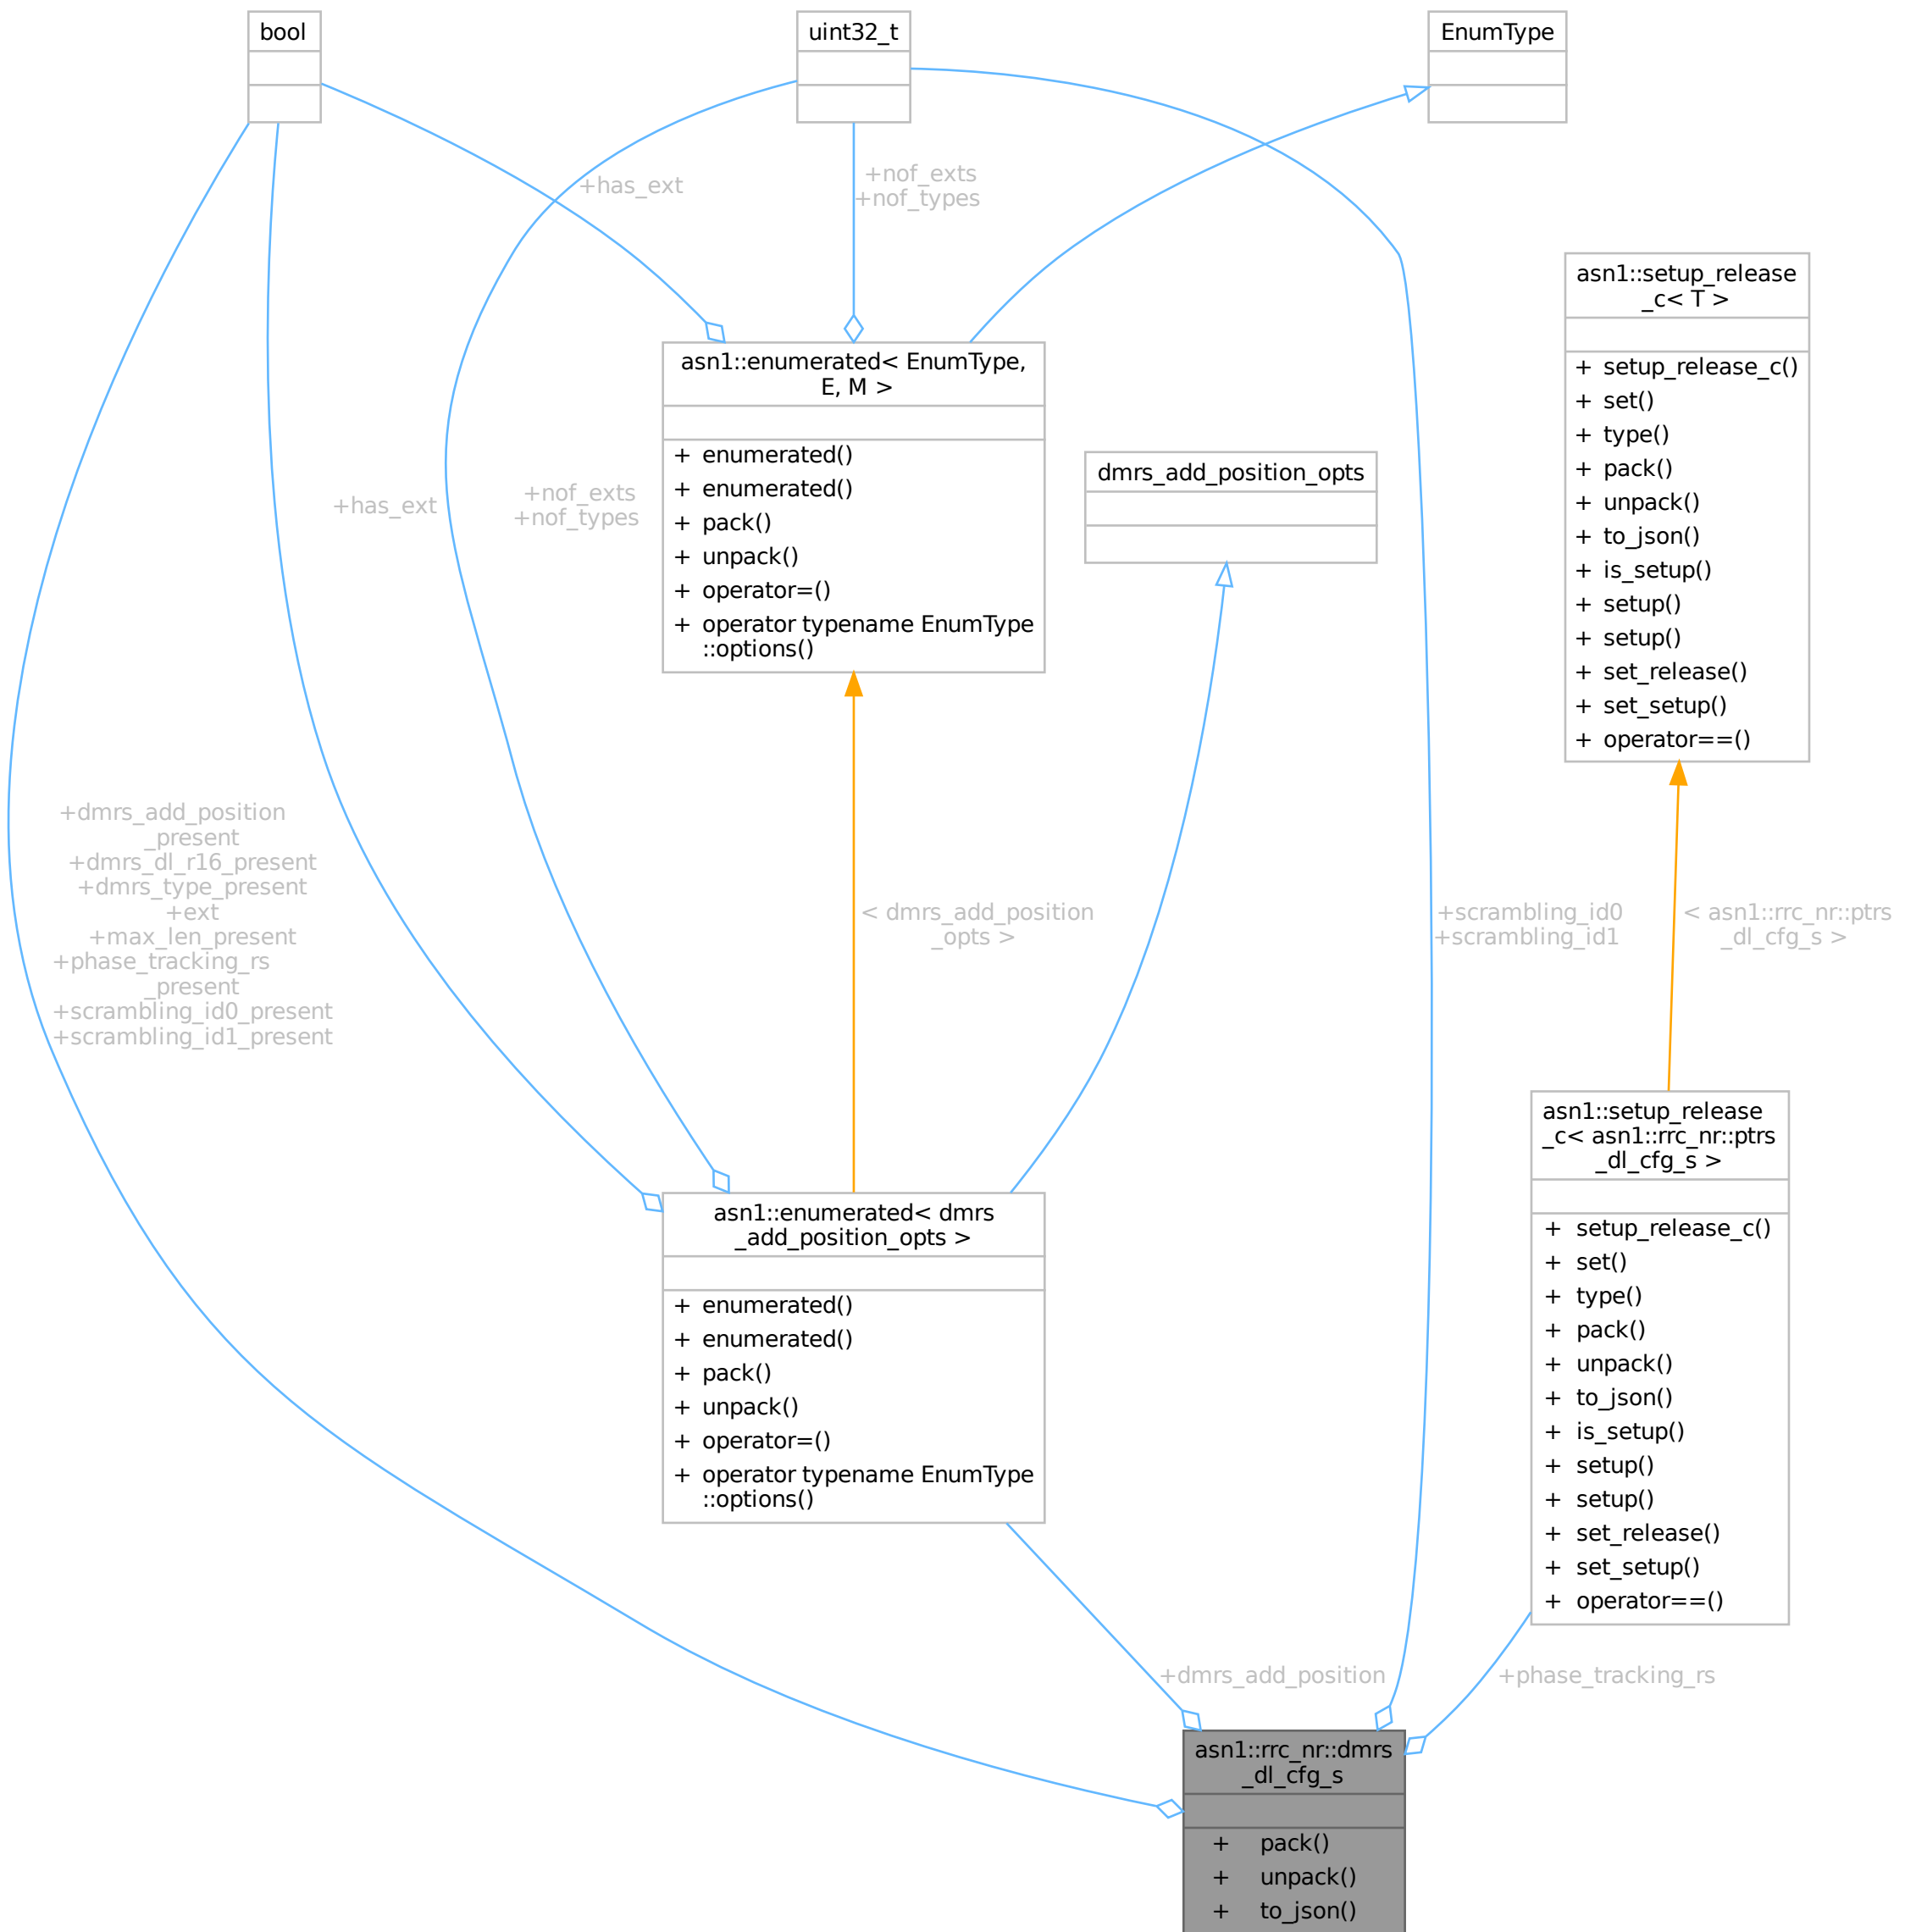 bool
uint32_t
EnumType
+has_ext
+nof_exts
+nof_types
asn1::setup_release
_c< T >
+ setup_release_c()
+ set()
+ type()
+ pack()
+ unpack()
+ to_json()
+ is_setup()
+ setup()
+ setup()
+ set_release()
+ set_setup()
+ operator==()
asn1::enumerated< EnumType,
E, M >
+ enumerated()
+ enumerated()
+ pack()
+ unpack()
+ operator=()
+ operator typename EnumType
::options()
dmrs_add_position_opts
+has_ext
+nof_exts
+nof_types
+dmrs_add_position
_present
+dmrs_dl_r16_present
+dmrs_type_present
+ext
+max_len_present
+phase_tracking_rs
_present
+scrambling_id0_present
+scrambling_id1_present
< dmrs_add_position
_opts >
+scrambling_id0
+scrambling_id1
< asn1::rrc_nr::ptrs
_dl_cfg_s >
asn1::setup_release
_c< asn1::rrc_nr::ptrs
_dl_cfg_s >
+ setup_release_c()
+ set()
+ type()
+ pack()
+ unpack()
+ to_json()
+ is_setup()
+ setup()
+ setup()
+ set_release()
+ set_setup()
+ operator==()
asn1::enumerated< dmrs
_add_position_opts >
+ enumerated()
+ enumerated()
+ pack()
+ unpack()
+ operator=()
+ operator typename EnumType
::options()
+dmrs_add_position
+phase_tracking_rs
asn1::rrc_nr::dmrs
_dl_cfg_s
+ pack()
+ unpack()
+ to_json()